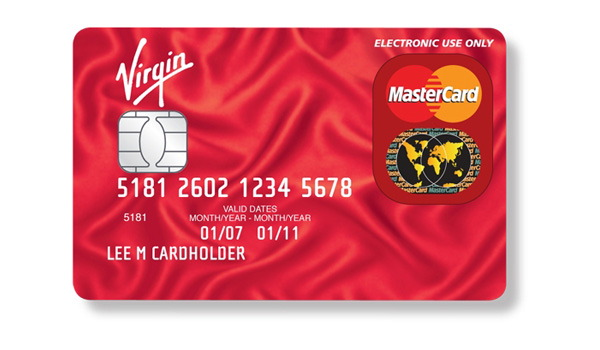 ELECTRONIC USE ONLY
Virgin
MasterCard
5181 2602 1234 5678
5181
VALID DATES
MONTH/YEAR - MONTH/YEAR
01/07 01/11
LEE M CARDHOLDER